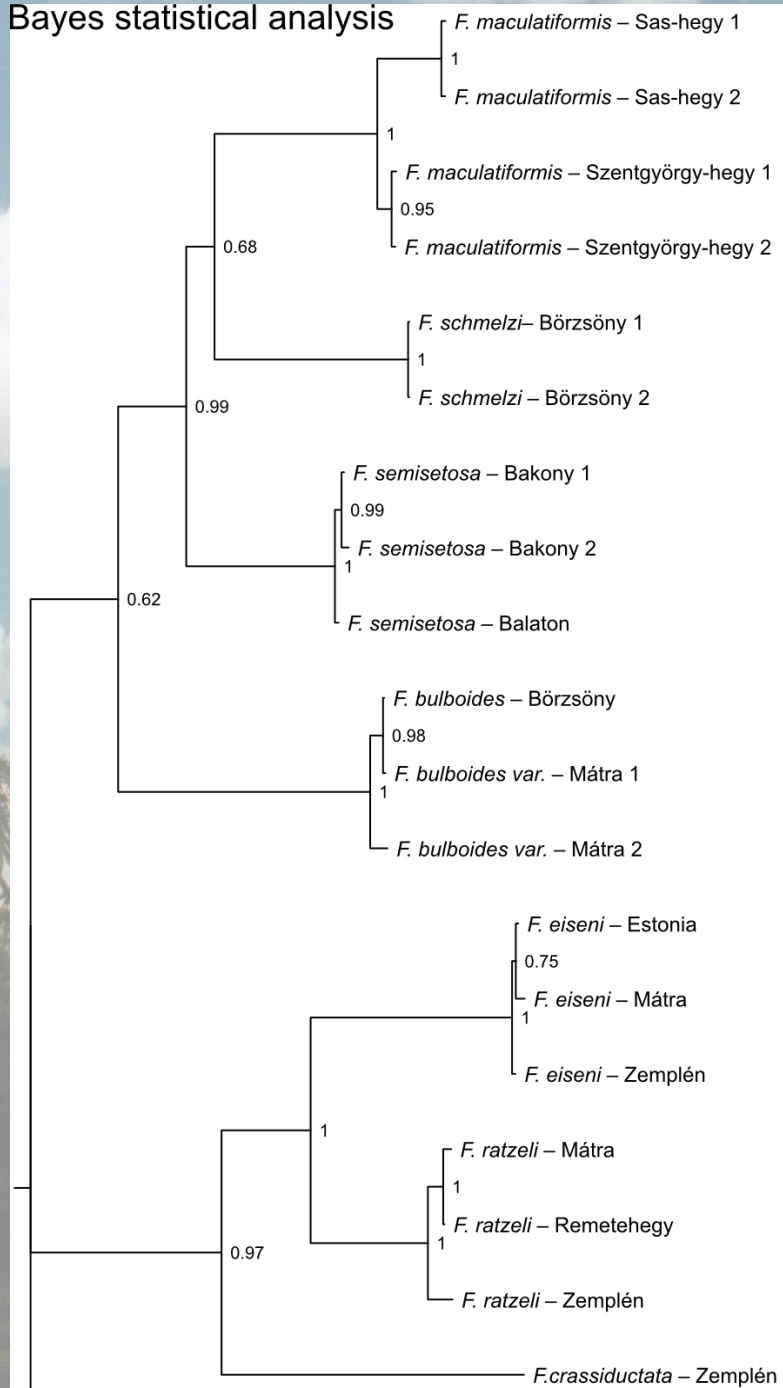 Bayes statistical analysis
F. maculatiformis – Sas-hegy 1
1
F. maculatiformis – Sas-hegy 2
1
F. maculatiformis – Szentgyörgy-hegy 1
0.95
F. maculatiformis – Szentgyörgy-hegy 2
0.68
F. schmelzi– Börzsöny 1
1
F. schmelzi – Börzsöny 2
0.99
F. semisetosa – Bakony 1
0.99
F. semisetosa – Bakony 2
1
0.62
F. semisetosa – Balaton
F. bulboides – Börzsöny
0.98
F. bulboides var. – Mátra 1
1
F. bulboides var. – Mátra 2
F. eiseni – Estonia
0.75
F. eiseni – Mátra
1
F. eiseni – Zemplén
1
F. ratzeli – Mátra
1
F. ratzeli – Remetehegy
1
0.97
F. ratzeli – Zemplén
F.crassiductata – Zemplén